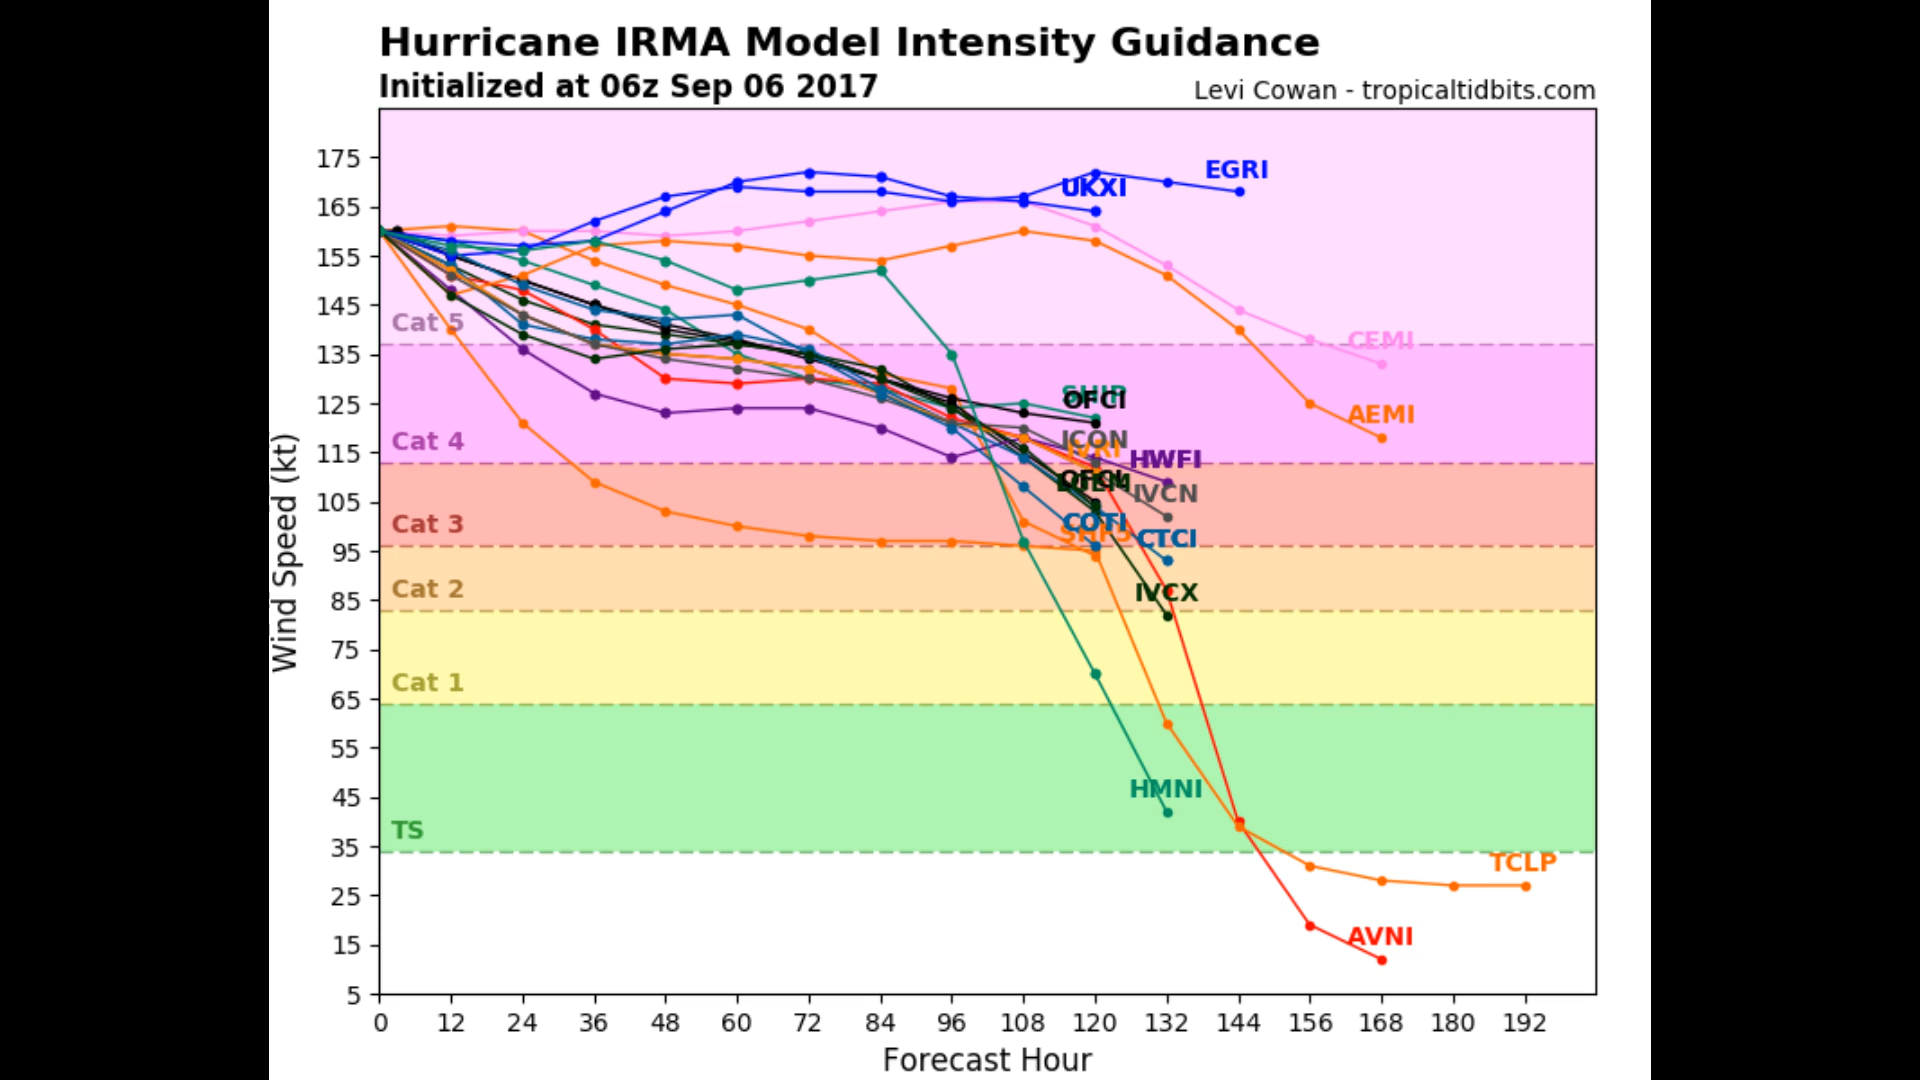 Hurricane IRMA Model Intensity Guidance
Initialized at 06z Sep 06 2017
Levi Cowan - tropicaltidbits.com
Wind Speed (kt)
175
165
155
145
135
125
115
105
95
85
75
65
55
45
35
25
15
5
Cat 5
Cat 4
Cat 3
Cat 2
Cat 1
TS
EGRI
UKXI
CEMI
AEMI
SHIP
OFCI
ICON
IVRI
HWFI
OFCL
IVCN
COTI
CTCI
IVCX
HMNI
TCLP
AVNI
0 12 24 36 48 60 72 84 96 108 120 132 144 156 168 180 192
Forecast Hour